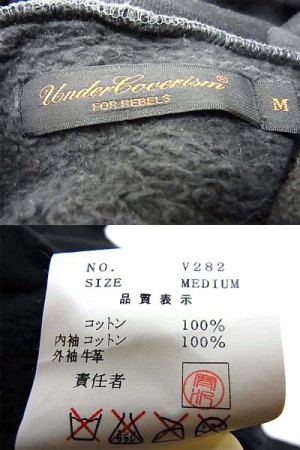 UnderCoverism®
FOR REBELS
M
NO. V282
SIZE MEDIUM
品質表示
コットン 100%
内袖コットン 100%
外袖牛革
責任者